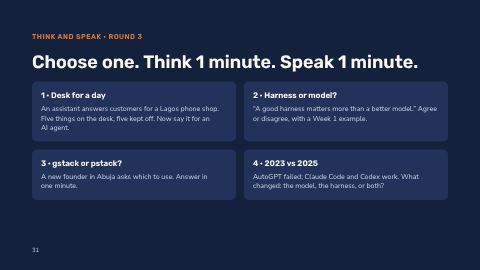 THINK AND SPEAK • ROUND 3
Choose one. Think 1 minute. Speak 1 minute.
1 • Desk for a day
An assistant answers customers for a Lagos phone shop.
Five things on the desk, five kept off. Now say it for an
AI agent.
2 • Harness or model?
"A good harness matters more than a better model." Agree
or disagree, with a Week 1 example.
3 • gstack or pstack?
A new founder in Abuja asks which to use. Answer in
one minute.
4 • 2023 vs 2025
AutoGPT failed; Claude Code and Codex work. What
changed: the model, the harness, or both?
31